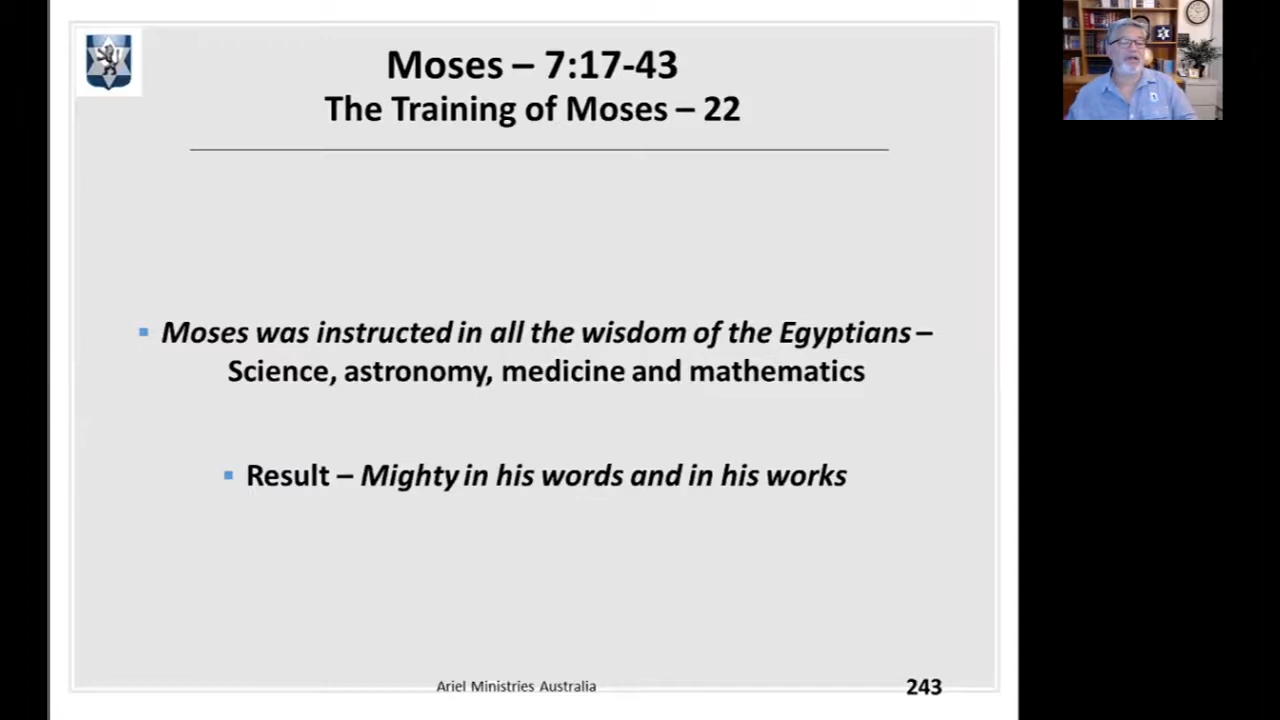 Moses – 7:17-43
The Training of Moses – 22
Moses was instructed in all the wisdom of the Egyptians –
Science, astronomy, medicine and mathematics
Result – Mighty in his words and in his works
Ariel Ministries Australia
243